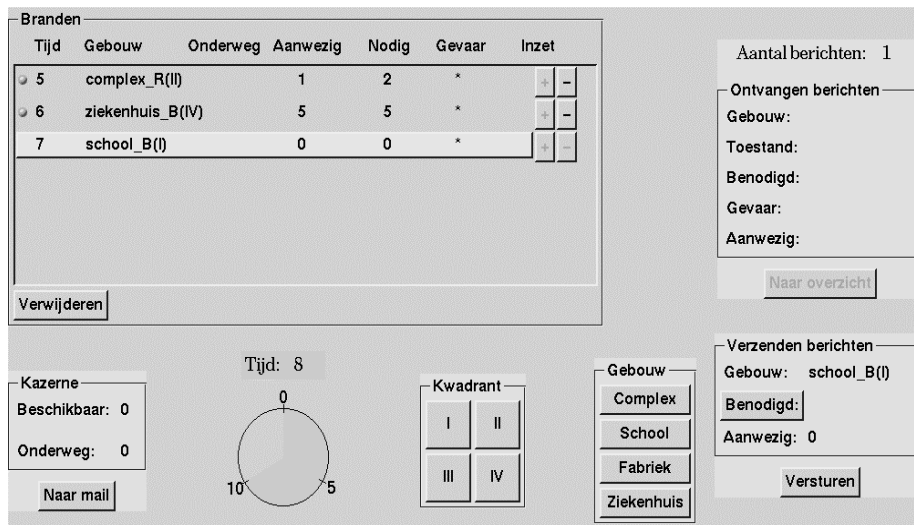 Branden
Tijd Gebouw Onderweg Aanwezig Nodig Gevaar Inzet
5 complex_R(II) 1 2 * + -
6 ziekenhuis_B(IV) 5 5 * + -
7 school_B(I) 0 0 * + -
Verwijderen
Aantal berichten: 1
Ontvangen berichten
Gebouw:
Toestand:
Benodigd:
Gevaar:
Aanwezig:
Naar overzicht
Kazerne
Beschikbaar: 0
Onderweg: 0
Naar mail
Tijd: 8
0
10 5
Kwadrant
I II
III IV
Gebouw
Complex
School
Fabriek
Ziekenhuis
Verzenden berichten
Gebouw: school_B(I)
Benodigd:
Aanwezig: 0
Versturen